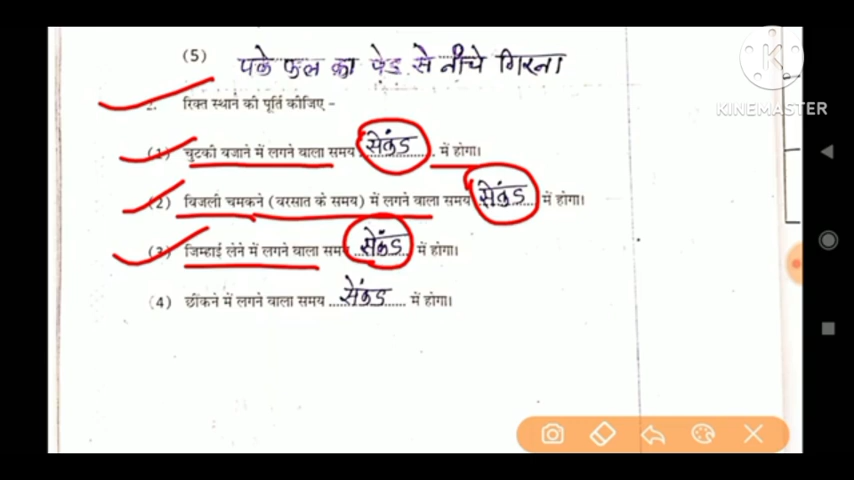 (5) पके फल का पेड से नीचे गिरना
2. रिक्त स्थान की पूर्ति कीजिए -
(1) चुटकी बजाने में लगने वाला समय सेकंड में होगा।
(2) बिजली चमकने (बरसात के समय) में लगने वाला समय सेकंड में होगा।
(3) जिम्हाई लेने में लगने वाला समय सेकंड में होगा।
(4) छींकने में लगने वाला समय सेकंड में होगा।
KINEMASTER